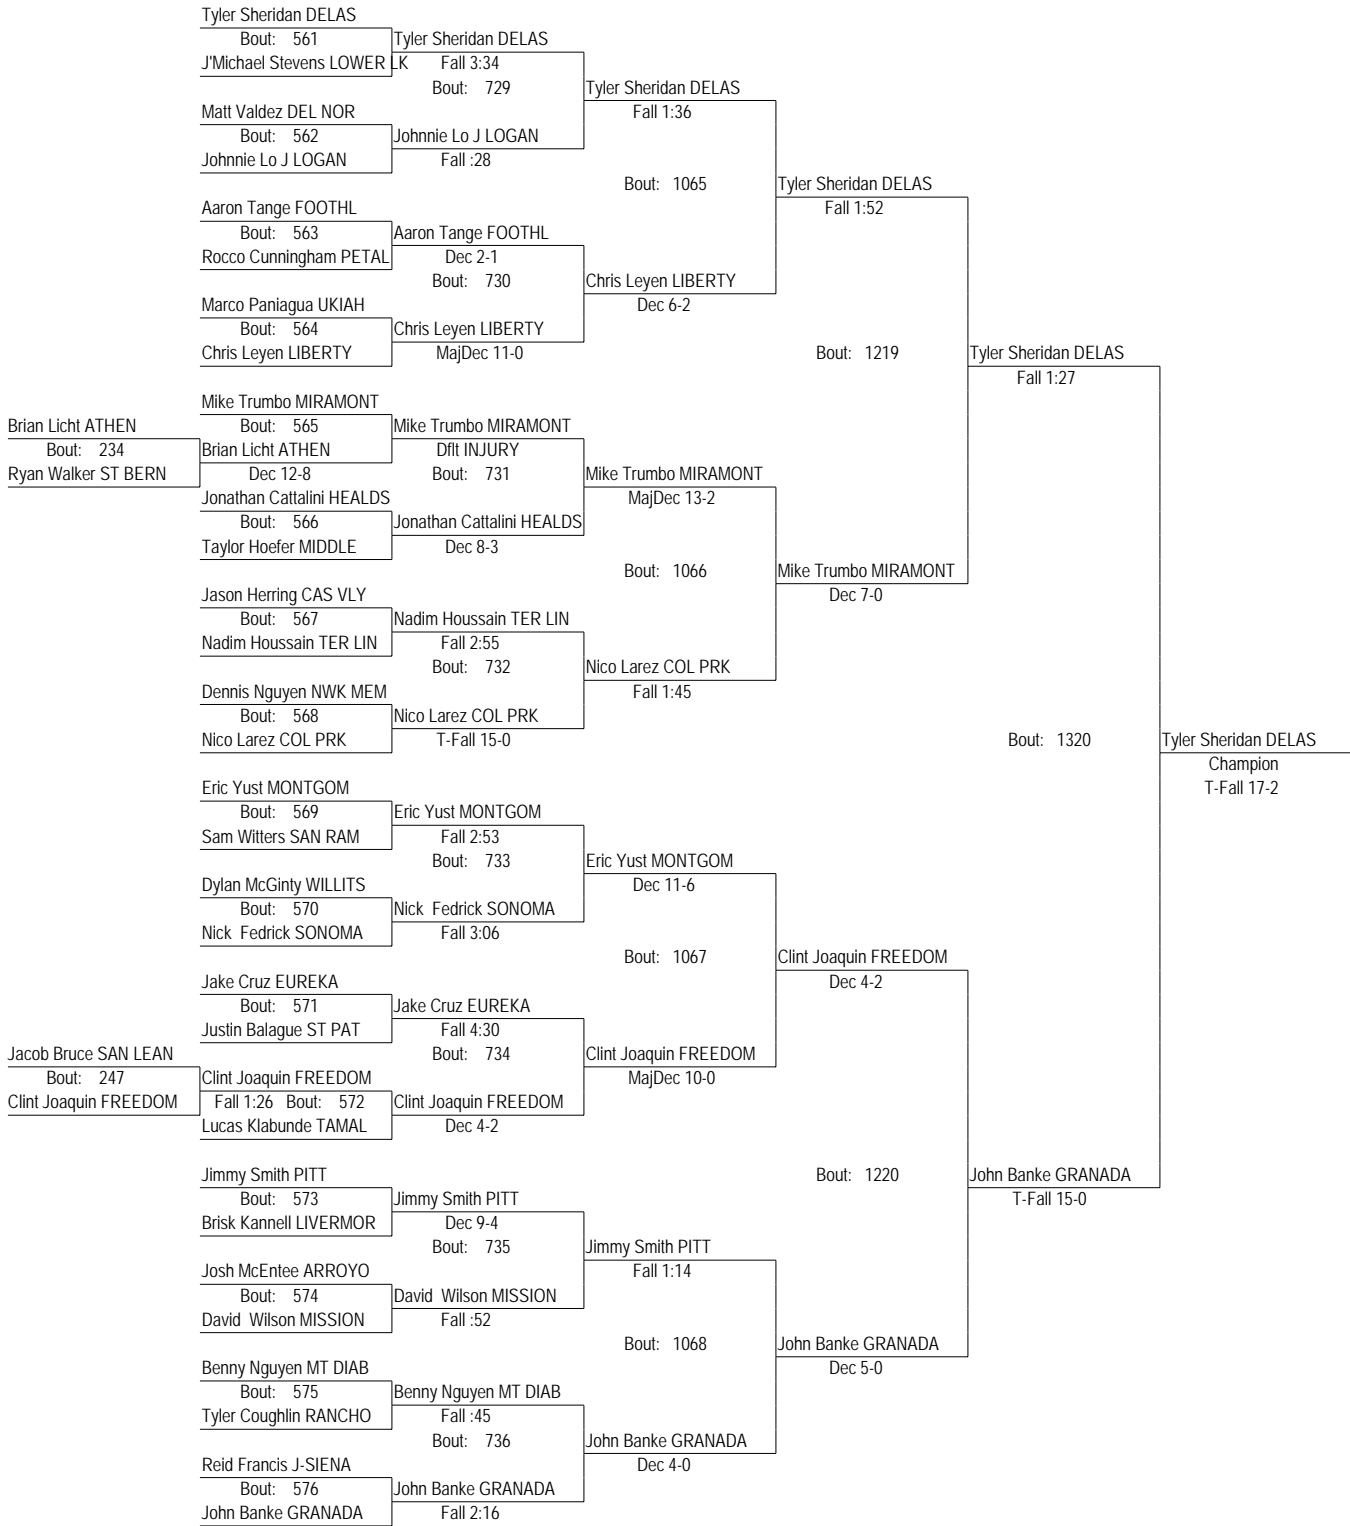 Tyler Sheridan DELAS
Bout: 561
Tyler Sheridan DELAS
J'Michael Stevens LOWER LK
Fall 3:34
Bout: 729
Tyler Sheridan DELAS
Matt Valdez DEL NOR
Fall 1:36
Bout: 562
Johnnie Lo J LOGAN
Johnnie Lo J LOGAN
Fall :28
Bout: 1065
Tyler Sheridan DELAS
Aaron Tange FOOTHL
Fall 1:52
Bout: 563
Aaron Tange FOOTHL
Rocco Cunningham PETAL
Dec 2-1
Bout: 730
Chris Leyen LIBERTY
Marco Paniagua UKIAH
Dec 6-2
Bout: 564
Chris Leyen LIBERTY
Chris Leyen LIBERTY
MajDec 11-0
Bout: 1219
Tyler Sheridan DELAS
Fall 1:27
Mike Trumbo MIRAMONT
Brian Licht ATHEN
Bout: 565
Mike Trumbo MIRAMONT
Bout: 234
Brian Licht ATHEN
Dflt INJURY
Ryan Walker ST BERN
Dec 12-8
Bout: 731
Mike Trumbo MIRAMONT
Jonathan Cattalini HEALDS
MajDec 13-2
Bout: 566
Jonathan Cattalini HEALDS
Taylor Hoefer MIDDLE
Dec 8-3
Bout: 1066
Mike Trumbo MIRAMONT
Jason Herring CAS VLY
Dec 7-0
Bout: 567
Nadim Houssain TER LIN
Nadim Houssain TER LIN
Fall 2:55
Bout: 732
Nico Larez COL PRK
Dennis Nguyen NWK MEM
Fall 1:45
Bout: 568
Nico Larez COL PRK
Nico Larez COL PRK
T-Fall 15-0
Bout: 1320
Tyler Sheridan DELAS
Champion
T-Fall 17-2
Eric Yust MONTGOM
Bout: 569
Eric Yust MONTGOM
Sam Witters SAN RAM
Fall 2:53
Bout: 733
Eric Yust MONTGOM
Dylan McGinty WILLITS
Dec 11-6
Bout: 570
Nick Fedrick SONOMA
Nick Fedrick SONOMA
Fall 3:06
Bout: 1067
Clint Joaquin FREEDOM
Jake Cruz EUREKA
Dec 4-2
Bout: 571
Jake Cruz EUREKA
Justin Balague ST PAT
Fall 4:30
Jacob Bruce SAN LEAN
Bout: 734
Clint Joaquin FREEDOM
Bout: 247
Clint Joaquin FREEDOM
MajDec 10-0
Clint Joaquin FREEDOM
Fall 1:26 Bout: 572
Clint Joaquin FREEDOM
Lucas Klabunde TAMAL
Dec 4-2
Jimmy Smith PITT
Bout: 1220
John Banke GRANADA
Bout: 573
Jimmy Smith PITT
T-Fall 15-0
Brisk Kannell LIVERMOR
Dec 9-4
Bout: 735
Jimmy Smith PITT
Josh McEntee ARROYO
Fall 1:14
Bout: 574
David Wilson MISSION
David Wilson MISSION
Fall :52
Bout: 1068
John Banke GRANADA
Benny Nguyen MT DIAB
Dec 5-0
Bout: 575
Benny Nguyen MT DIAB
Tyler Coughlin RANCHO
Fall :45
Bout: 736
John Banke GRANADA
Reid Francis J-SIENA
Dec 4-0
Bout: 576
John Banke GRANADA
John Banke GRANADA
Fall 2:16